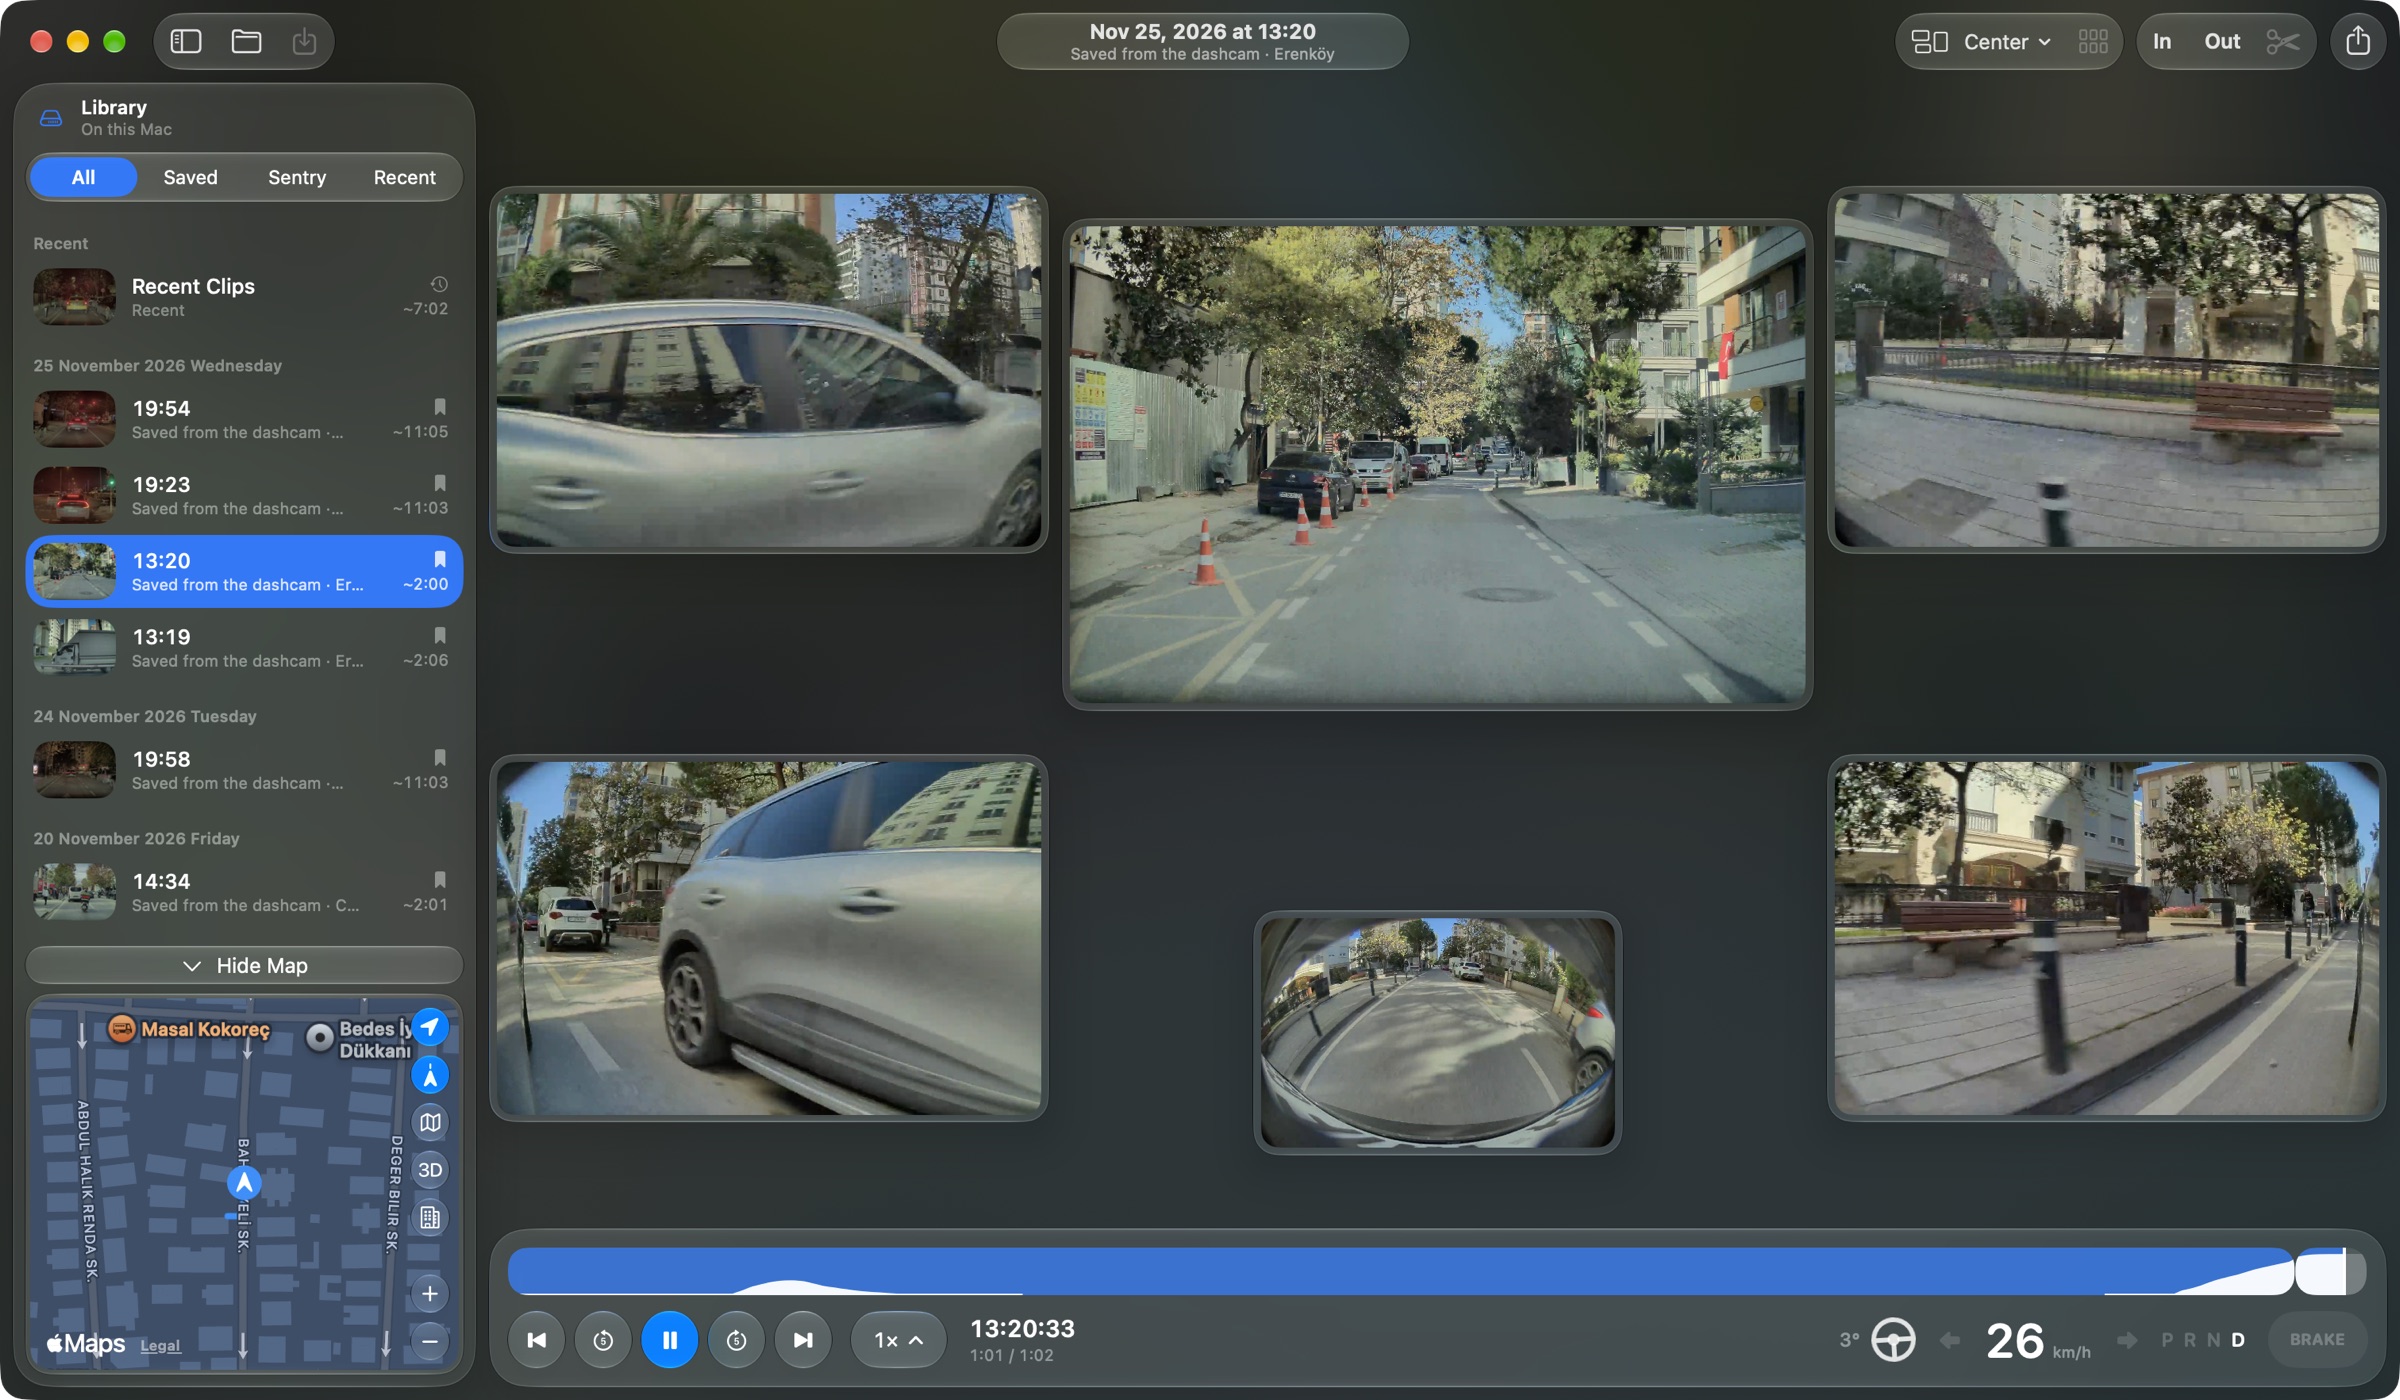 Nov 25, 2026 at 13:20
Saved from the dashcam · Erenköy
Center
In
Out
Library
On this Mac
All
Saved
Sentry
Recent
Recent
Recent Clips
Recent
~7:02
25 November 2026 Wednesday
19:54
Saved from the dashcam ·...
~11:05
19:23
Saved from the dashcam ·...
~11:03
13:20
Saved from the dashcam · Er...
~2:00
13:19
Saved from the dashcam · Er...
~2:06
24 November 2026 Tuesday
19:58
Saved from the dashcam ·...
~11:03
20 November 2026 Friday
14:34
Saved from the dashcam · C...
~2:01
Hide Map
Masal Kokoreç
Bedes İy
Dükkanı
ABDUL HALIK RENDA SK.
DEGER BILIR SK.
3D
Maps
Legal
5
5
1x
13:20:33
1:01 / 1:02
3°
26 km/h
P R N D
BRAKE